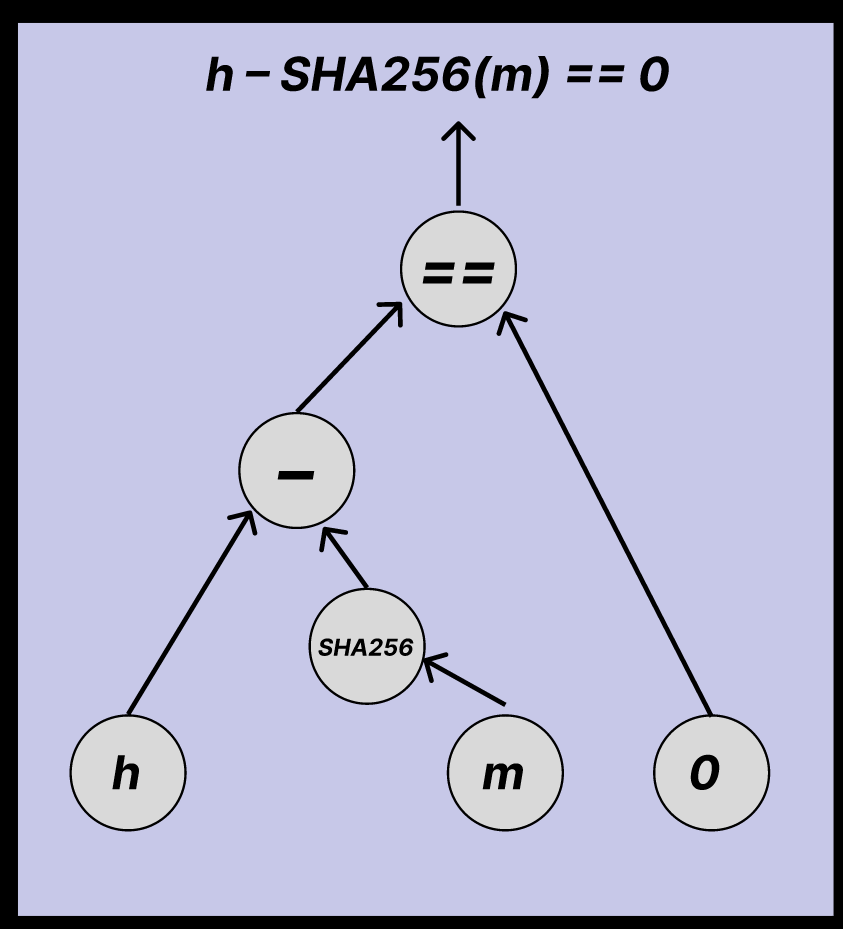 h – SHA256(m) == 0
==
–
SHA256
h
m
0